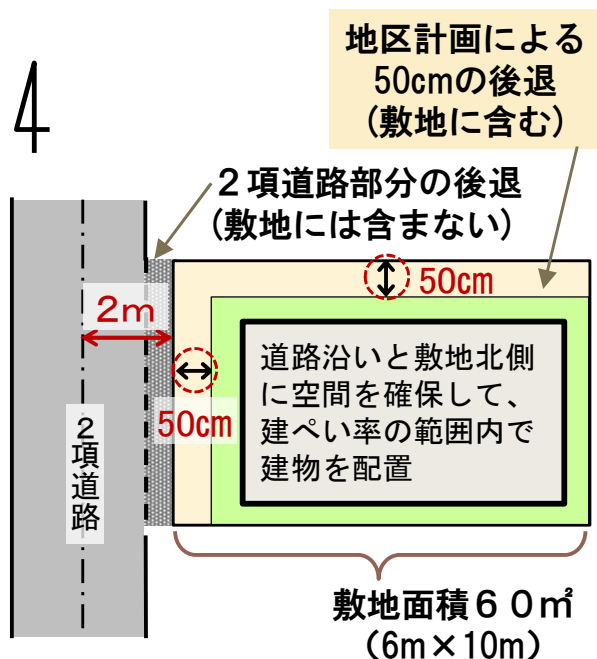 地区計画による
50cmの後退
(敷地に含む)
4
２項道路部分の後退
(敷地には含まない)
50cm
２ｍ
50cm
道路沿いと敷地北側
に空間を確保して、
建ぺい率の範囲内で
建物を配置
２項道路
敷地面積６０㎡
(6m×10m)